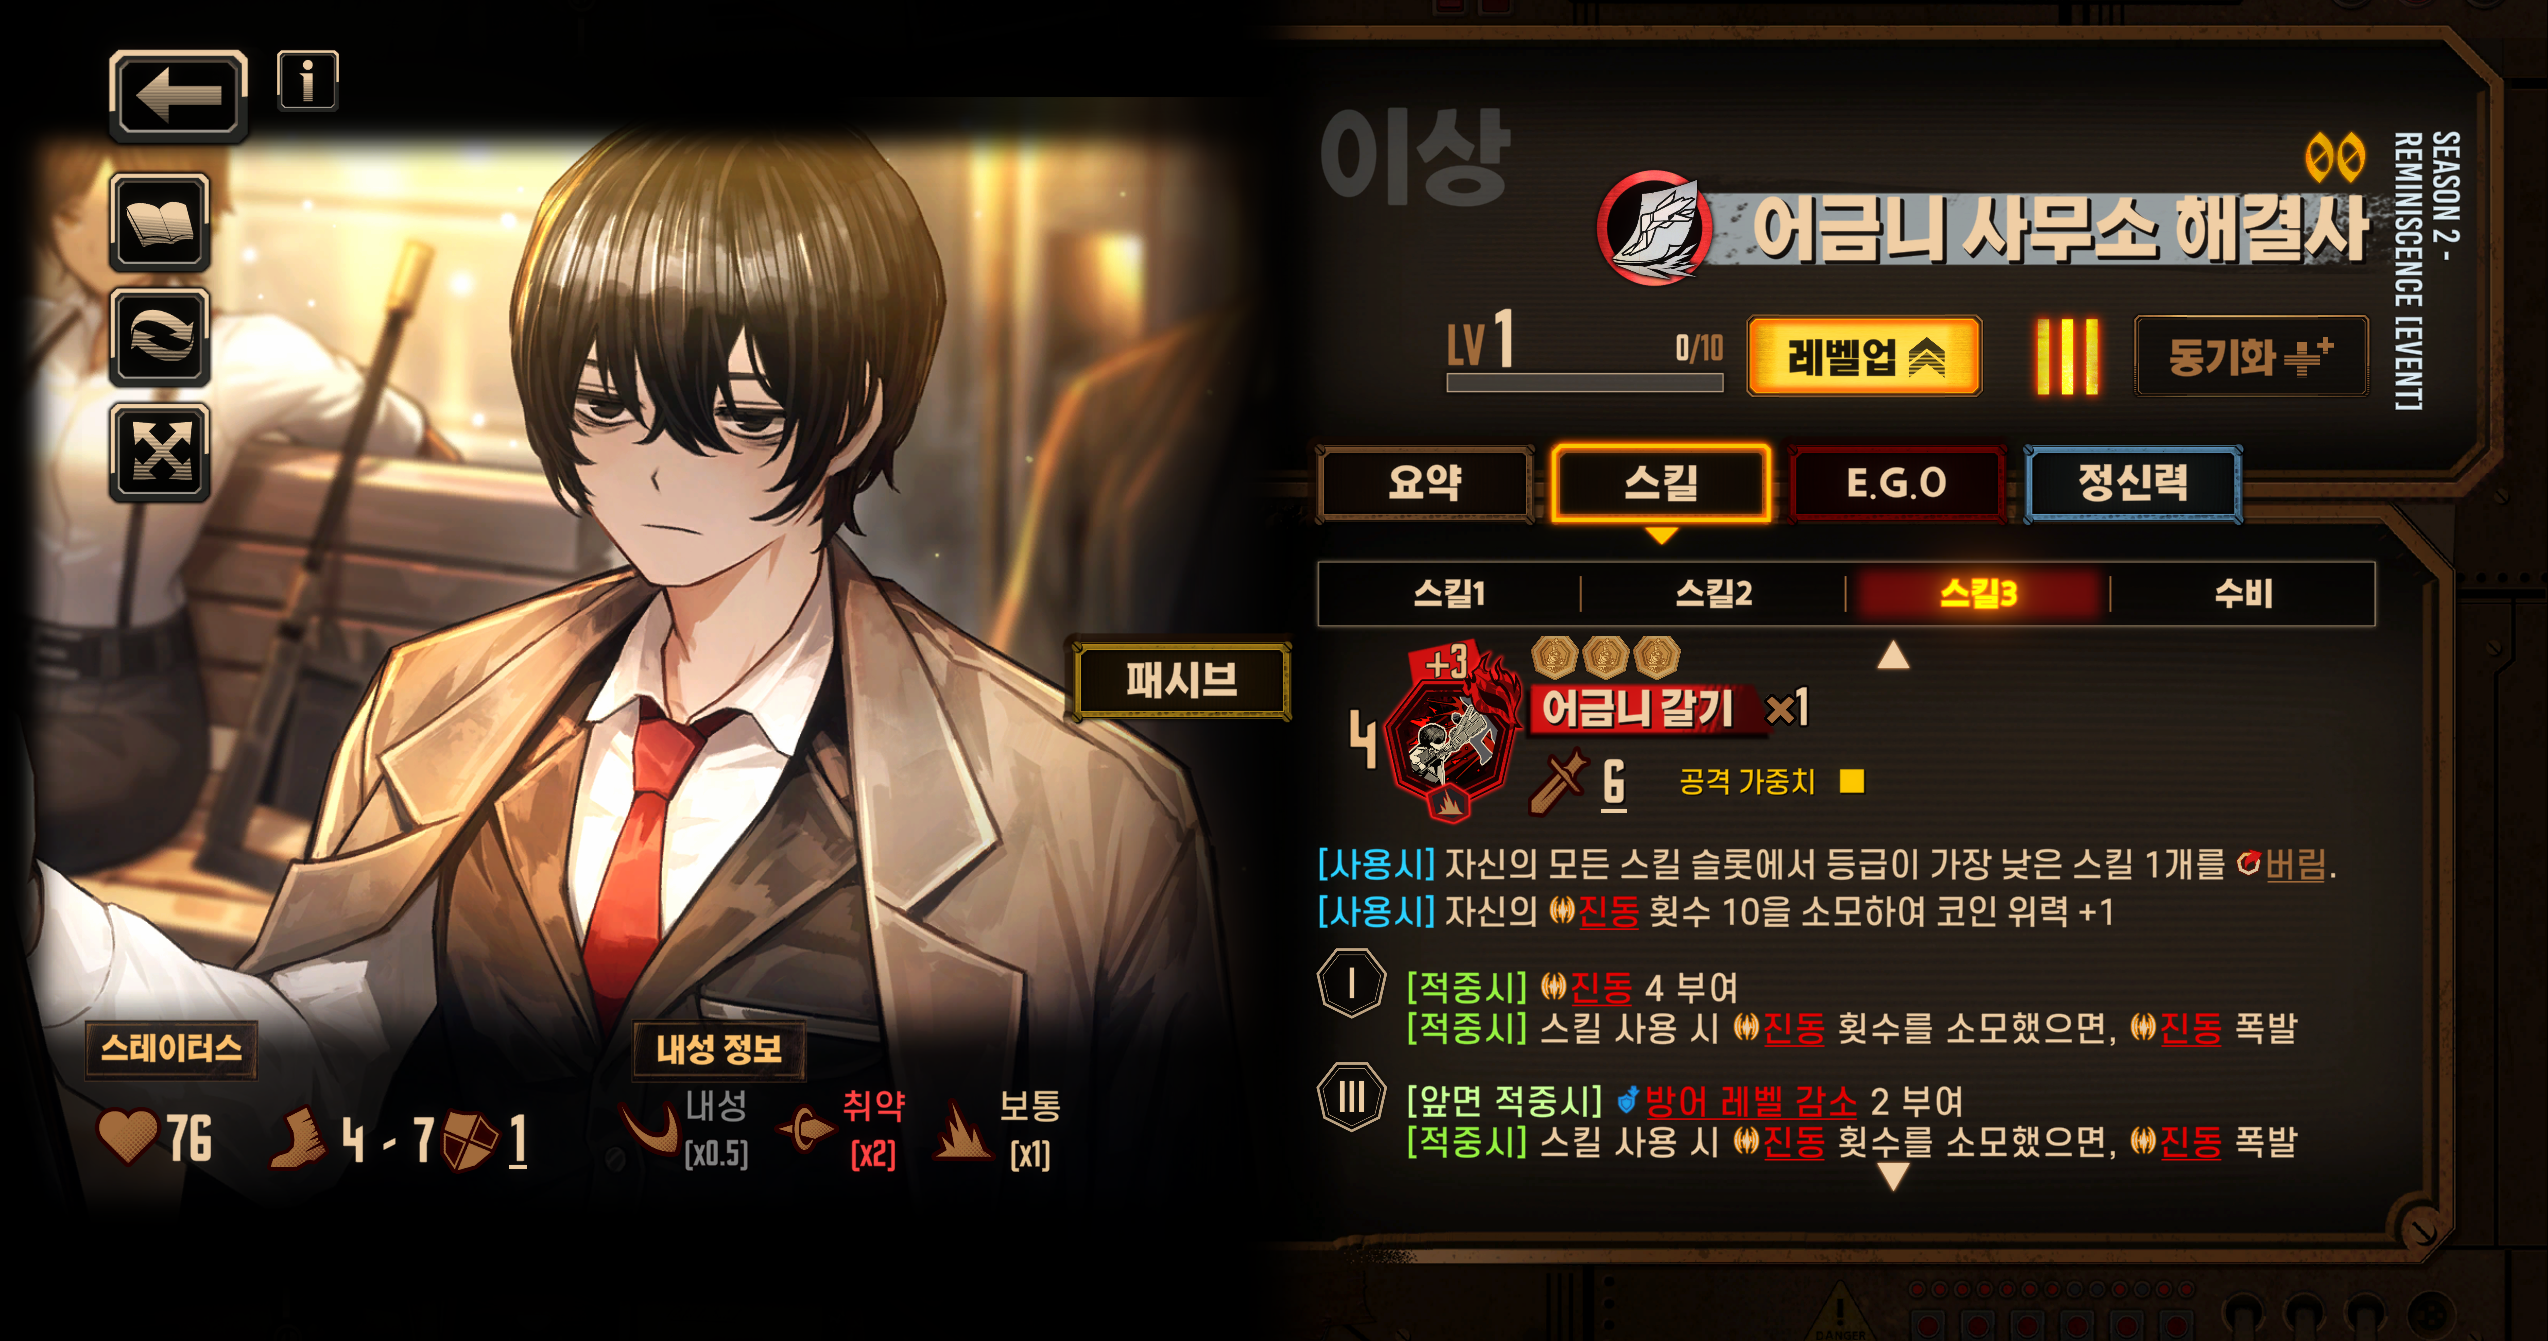 이상
어금니 사무소 해결사
SEASON 2 -
REMINISCENCE [EVENT]
LV 1
0/10
레벨업
동기화
요약
스킬
E.G.O
정신력
스킬1
스킬2
스킬3
수비
패시브
+3
4
어금니 갈기 ×1
6
공격 가중치
[사용시] 자신의 모든 스킬 슬롯에서 등급이 가장 낮은 스킬 1개를 버림.
[사용시] 자신의 진동 횟수 10을 소모하여 코인 위력 +1
I
[적중시] 진동 4 부여
[적중시] 스킬 사용 시 진동 횟수를 소모했으면, 진동 폭발
III
[앞면 적중시] 방어 레벨 감소 2 부여
[적중시] 스킬 사용 시 진동 횟수를 소모했으면, 진동 폭발
스테이터스
76
4 - 7
1
내성 정보
내성
[x0.5]
취약
[x2]
보통
[x1]
DANGER